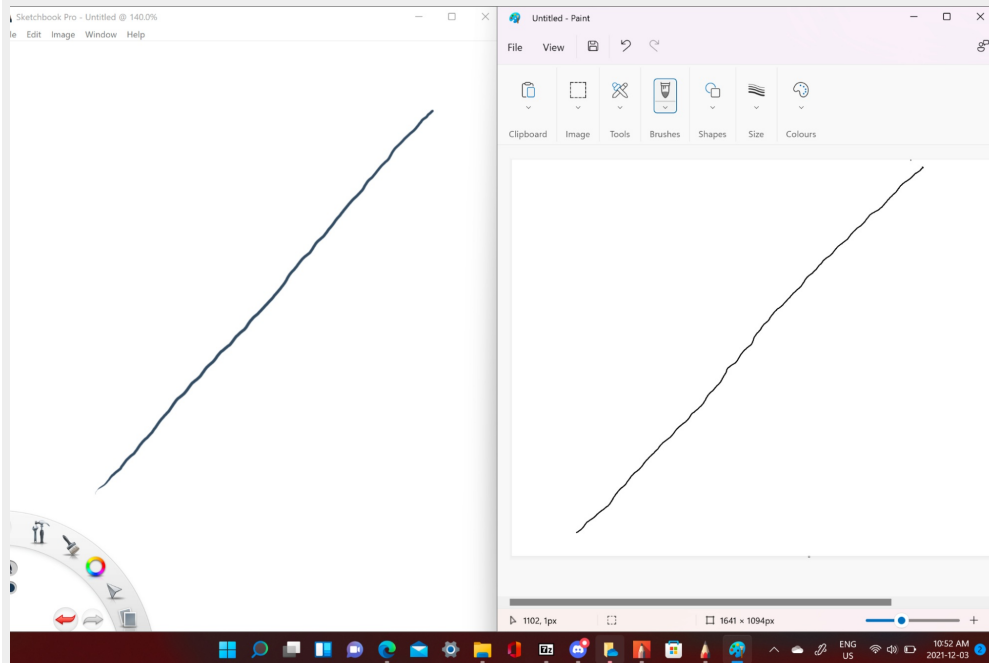 Sketchbook Pro - Untitled @ 140.0%
Edit Image Window Help
Untitled - Paint
File View
Clipboard Image Tools Brushes Shapes Size Colours
1102, 1px
1641 × 1094px
ENG
US
10:52 AM
2021-12-03
2